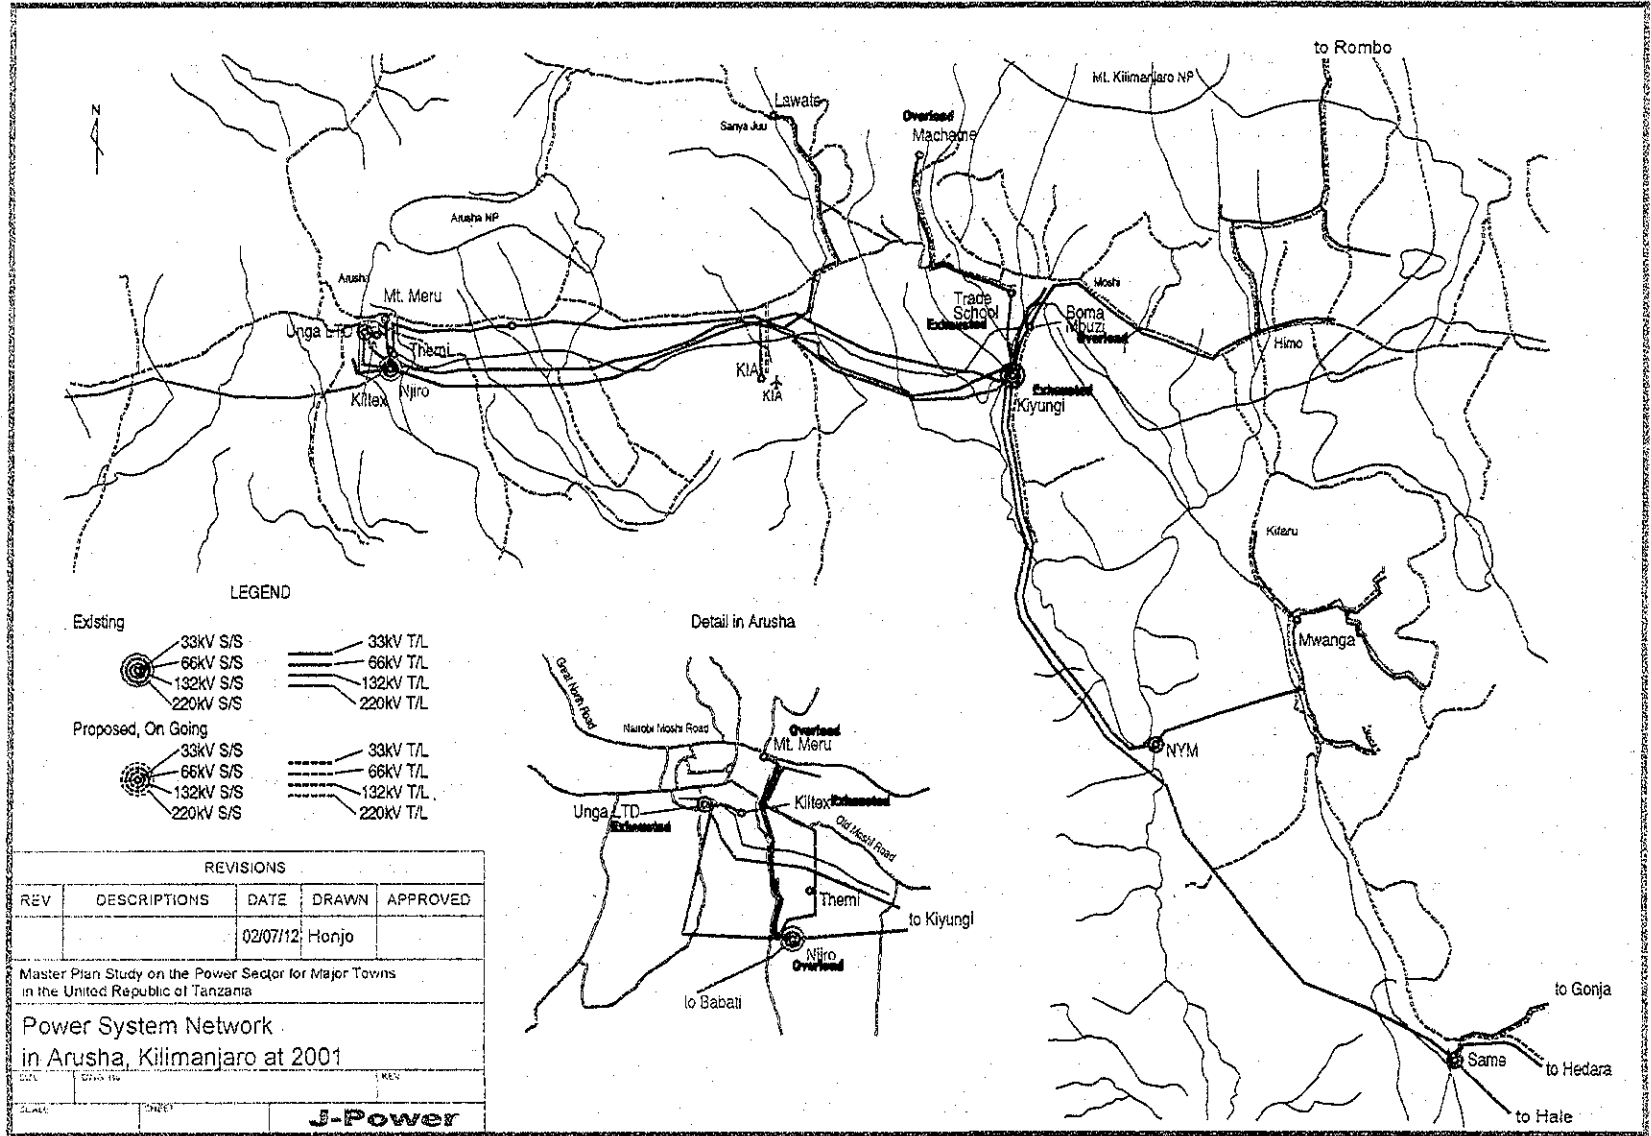 to Rombo
Mt. Kilimanjaro NP
N
Lawate
Sanya Juu
Overload
Machame
Arusha NP
Arusha
Mt. Meru
Unga LTD
Themi
Kiltex
Njiro
KIA
KIA
Trade
School
Exhausted
Boma
Mbuzi
Overload
Moshi
Himo
Exhausted
Kiyungi
Kifaru
Mwanga
NYM
Same
to Gonja
to Hedara
to Hale
LEGEND
Existing
33kV S/S
66kV S/S
132kV S/S
220kV S/S
33kV T/L
66kV T/L
132kV T/L
220kV T/L
Proposed, On Going
33kV S/S
66kV S/S
132kV S/S
220kV S/S
33kV T/L
66kV T/L
132kV T/L
220kV T/L
Detail in Arusha
Great North Road
Nairobi Moshi Road
Overload
Mt. Meru
Unga LTD
Exhausted
Kiltex Exhausted
Old Moshi Road
Themi
to Kiyungi
Njiro
Overload
to Babati
REVISIONS
REV DESCRIPTIONS DATE DRAWN APPROVED
02/07/12 Honjo
Master Plan Study on the Power Sector for Major Towns
in the United Republic of Tanzania
Power System Network
in Arusha, Kilimanjaro at 2001
J-Power